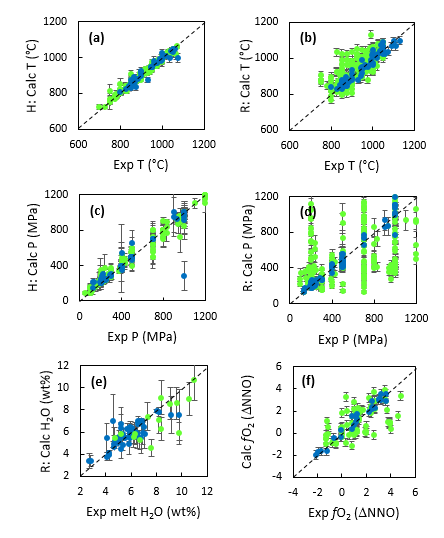 (a)
H: Calc T (°C)
1200
1000
800
600
600 800 1000 1200
Exp T (°C)
(b)
R: Calc T (°C)
1200
1000
800
600
600 800 1000 1200
Exp T (°C)
(c)
H: Calc P (MPa)
1200
800
400
0
0 400 800 1200
Exp P (MPa)
(d)
R: Calc P (MPa)
1200
800
400
0
0 400 800 1200
Exp P (MPa)
(e)
R: Calc H₂O (wt%)
12
10
8
6
4
2
2 4 6 8 10 12
Exp melt H₂O (wt%)
(f)
Calc fO₂ (ΔNNO)
6
4
2
0
-2
-4
-4 -2 0 2 4 6
Exp fO₂ (ΔNNO)